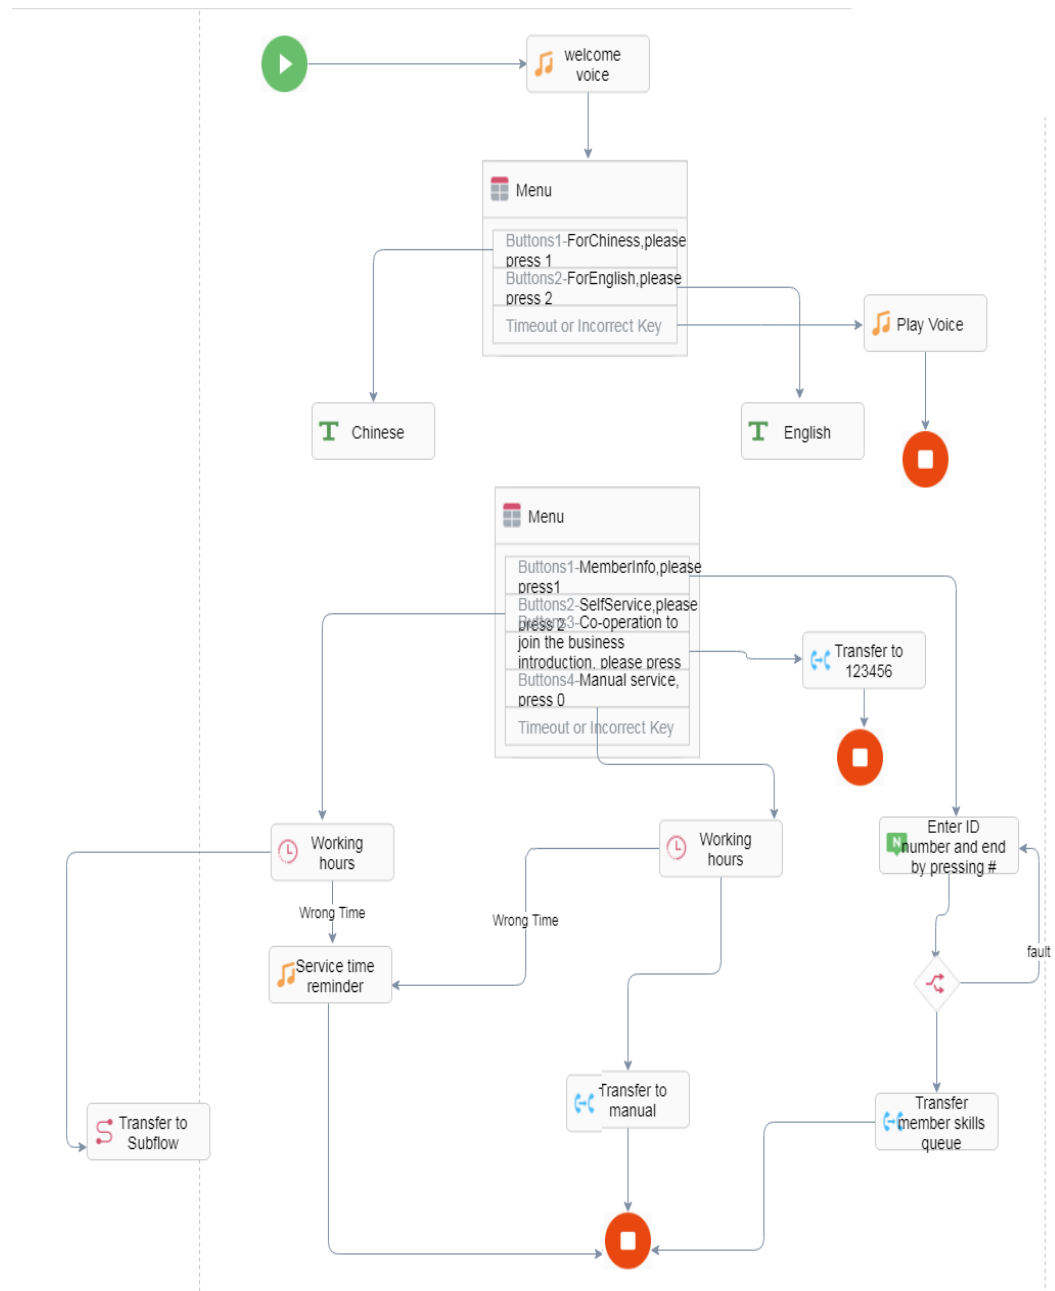 welcome
voice
Menu
Buttons1-ForChiness,please
press 1
Buttons2-ForEnglish,please
press 2
Timeout or Incorrect Key
Play Voice
Chinese
English
Menu
Buttons1-MemberInfo,please
press1
Buttons2-SelfService,please
press 2
Buttons3-Co-operation to
join the business
introduction, please press
Buttons4-Manual service,
press 0
Timeout or Incorrect Key
Transfer to
123456
Working
hours
Working
hours
Enter ID
number and end
by pressing #
Wrong Time
Wrong Time
fault
Service time
reminder
Transfer to
manual
Transfer
member skills
queue
Transfer to
Subflow